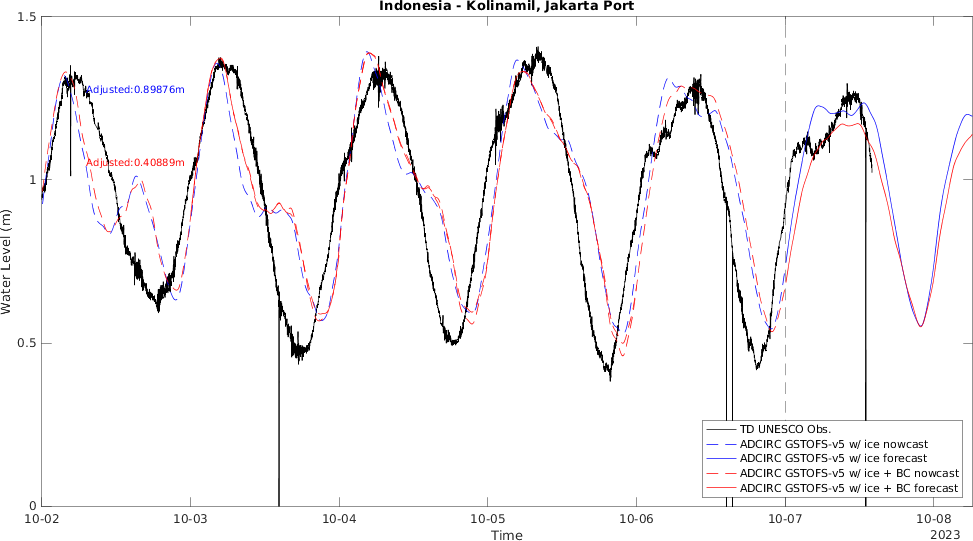 Indonesia - Kolinamil, Jakarta Port
1.5
Adjusted:0.89876m
Adjusted:0.40889m
1
Water Level (m)
0.5
TD UNESCO Obs.
ADCIRC GSTOFS-v5 w/ ice nowcast
ADCIRC GSTOFS-v5 w/ ice forecast
ADCIRC GSTOFS-v5 w/ ice + BC nowcast
ADCIRC GSTOFS-v5 w/ ice + BC forecast
0
10-02 10-03 10-04 10-05 10-06 10-07 10-08
Time 2023